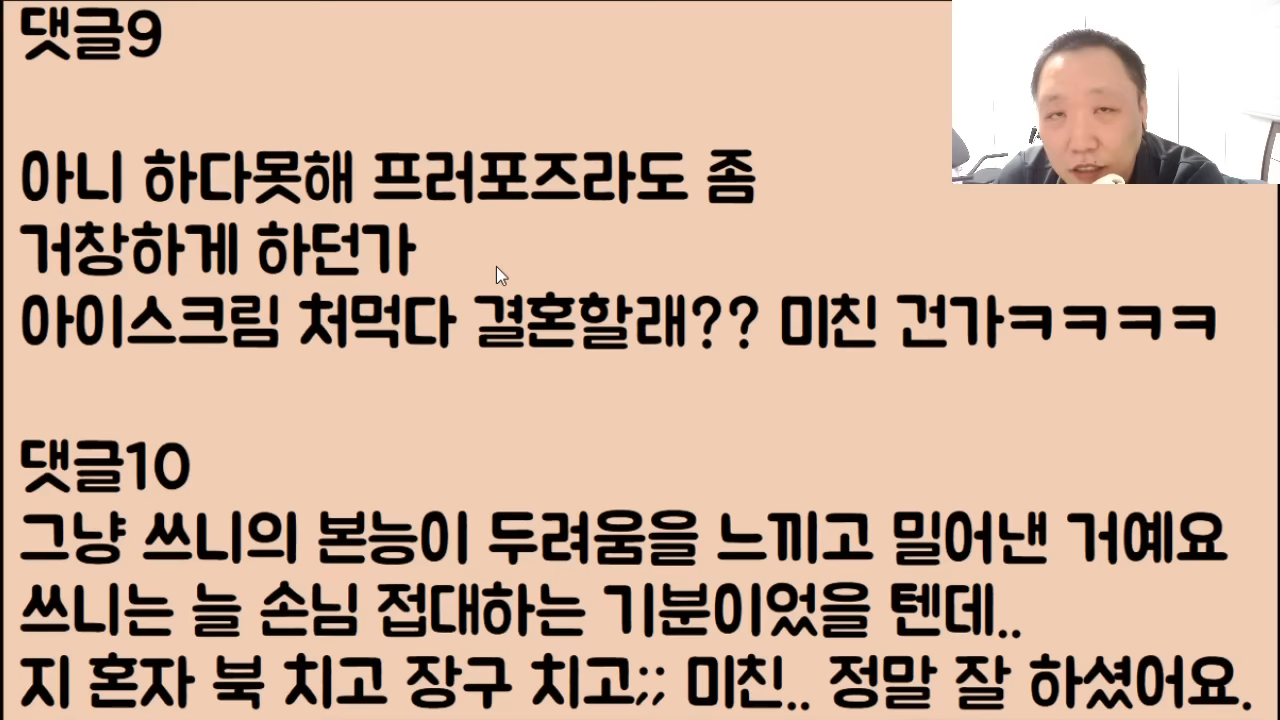 댓글9
아니 하다못해 프러포즈라도 좀
거창하게 하던가
아이스크림 처먹다 결혼할래?? 미친 건가ㅋㅋㅋㅋ
댓글10
그냥 쓰니의 본능이 두려움을 느끼고 밀어낸 거예요
쓰니는 늘 손님 접대하는 기분이었을 텐데..
지 혼자 북 치고 장구 치고;; 미친.. 정말 잘 하셨어요.